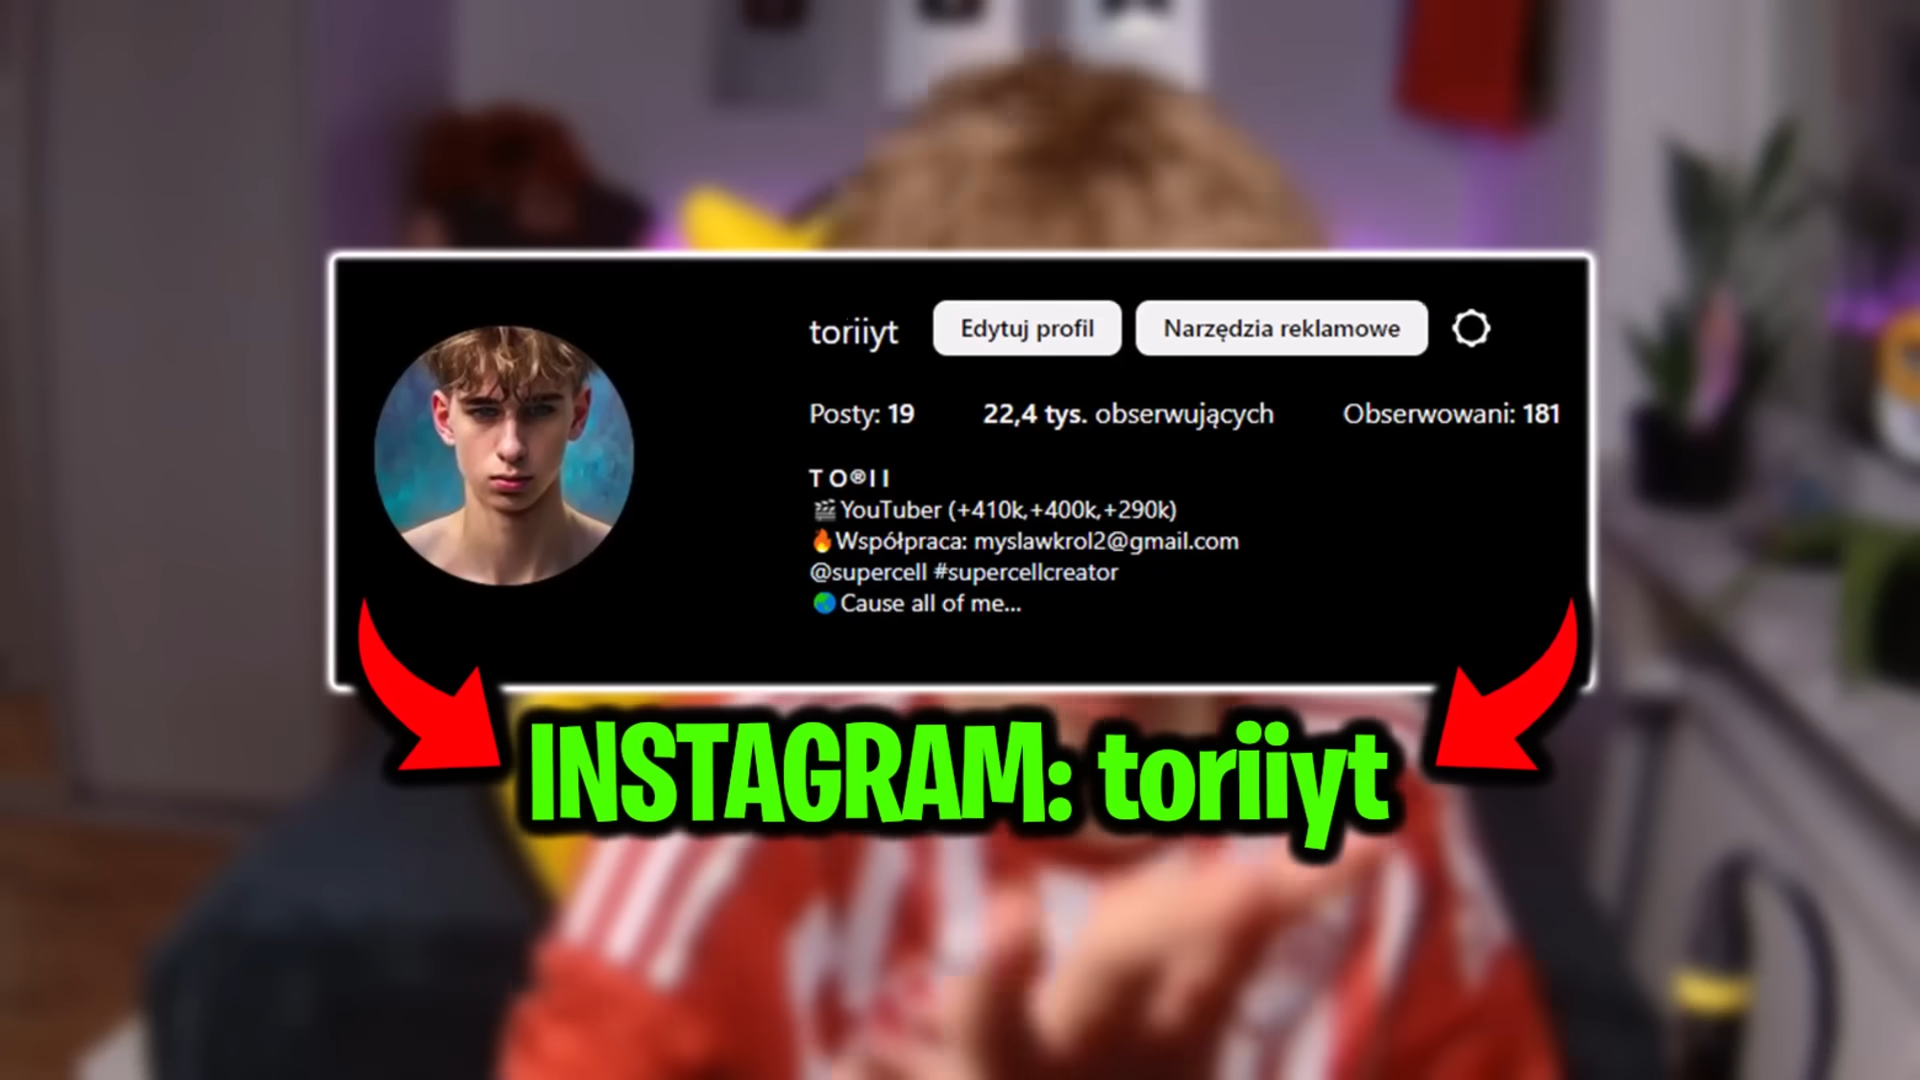 toriiyt Edytuj profil Narzędzia reklamowe
Posty: 19 22,4 tys. obserwujących Obserwowani: 181
TO®II
🎬YouTuber (+410k,+400k,+290k)
🔥Współpraca: myslawkrol2@gmail.com
@supercell #supercellcreator
🌏Cause all of me...
INSTAGRAM: toriiyt